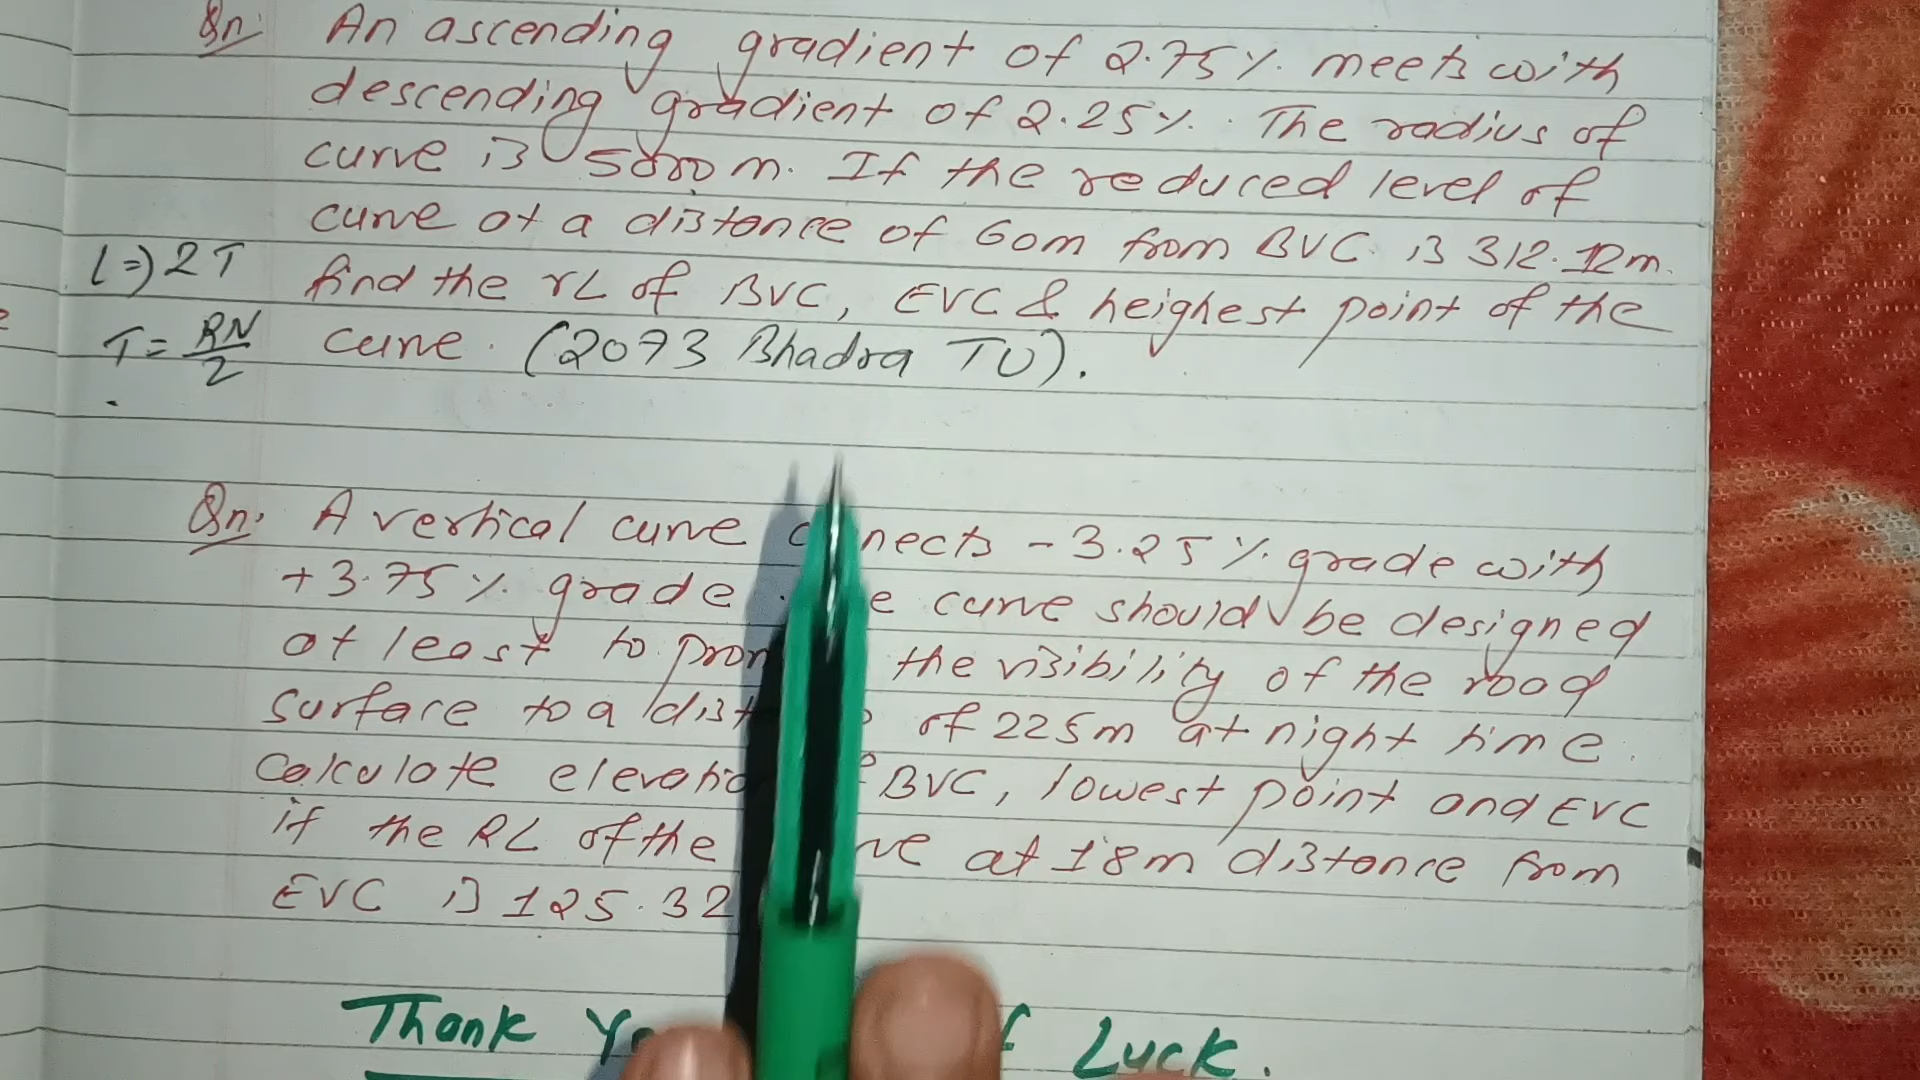 Qn: An ascending gradient of 2.75%. meets with
descending gradient of 2.25%. The radius of
curve is 5000 m. If the reduced level of
curve at a distance of 60m from BVC is 312.12m.
L=) 2T find the rL of BVC, EVC & heighest point of the
T = RN/2 curve. (2073 Bhadra TU).
Qn: A vertical curve nects -3.25%. grade with
+3.75%. grade. curve should be designed
at least to the visibility of the road
surface to a of 225m at night time.
calculate BVC, lowest point and EVC
if the RL of the at 18m distance from
EVC is 125.32
Thank Luck.